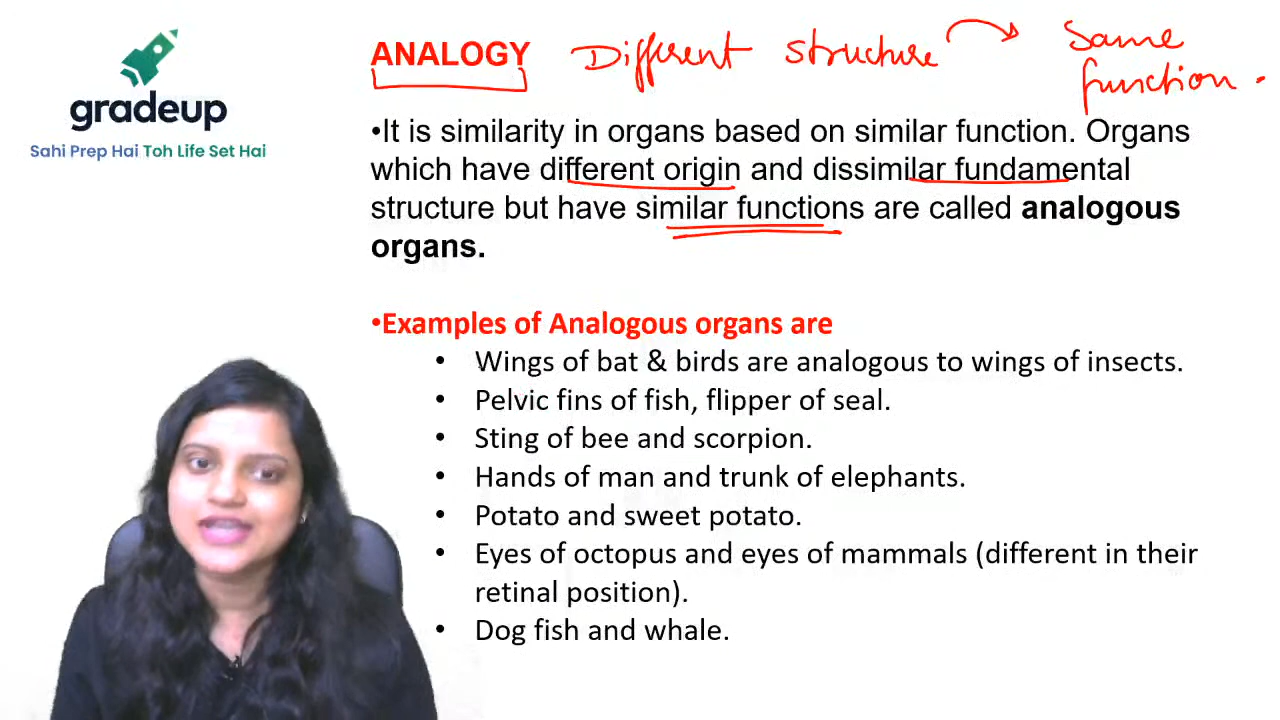 gradeup
Sahi Prep Hai Toh Life Set Hai
ANALOGY Different structure Same
function.
•It is similarity in organs based on similar function. Organs
which have different origin and dissimilar fundamental
structure but have similar functions are called analogous
organs.
•Examples of Analogous organs are
• Wings of bat & birds are analogous to wings of insects.
• Pelvic fins of fish, flipper of seal.
• Sting of bee and scorpion.
• Hands of man and trunk of elephants.
• Potato and sweet potato.
• Eyes of octopus and eyes of mammals (different in their
retinal position).
• Dog fish and whale.